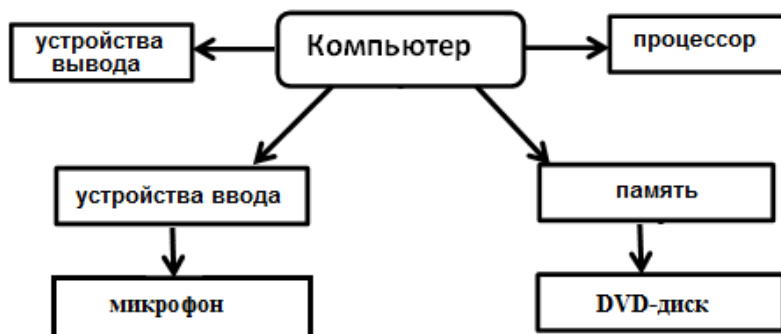 устройства
вывода
Компьютер
процессор
устройства ввода
память
микрофон
DVD-диск